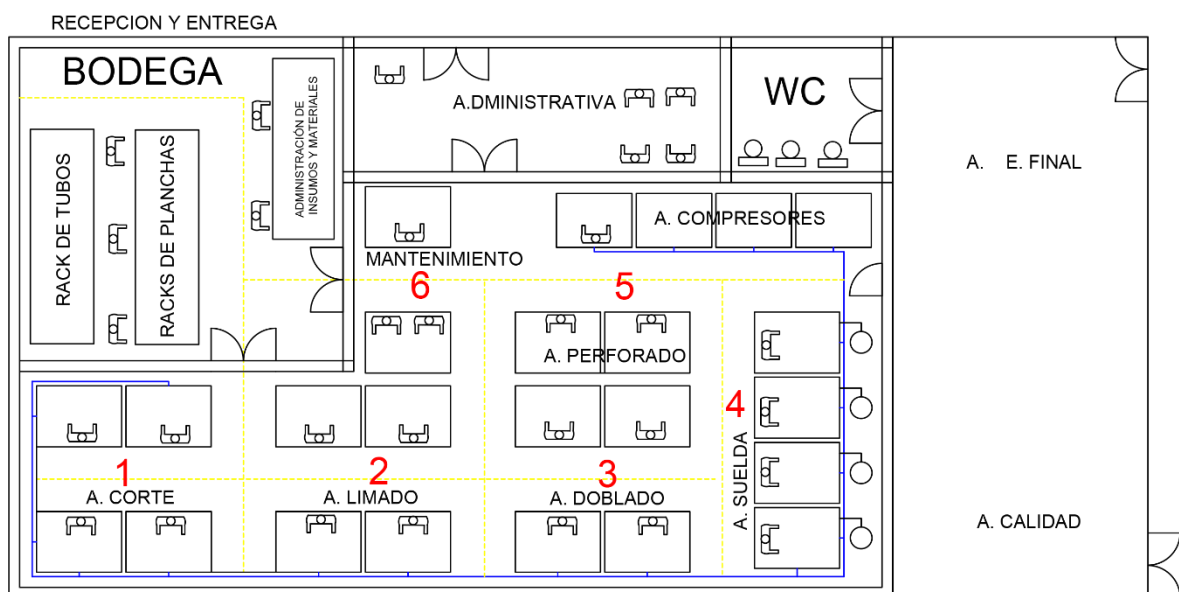 RECEPCION Y ENTREGA
BODEGA
RACK DE TUBOS
RACKS DE PLANCHAS
ADMINISTRACIÓN DE
INSUMOS Y MATERIALES
A.DMINISTRATIVA
WC
A. E. FINAL
A. COMPRESORES
MANTENIMIENTO
6
5
A. PERFORADO
4
A. SUELDA
1
2
3
A. CORTE
A. LIMADO
A. DOBLADO
A. CALIDAD